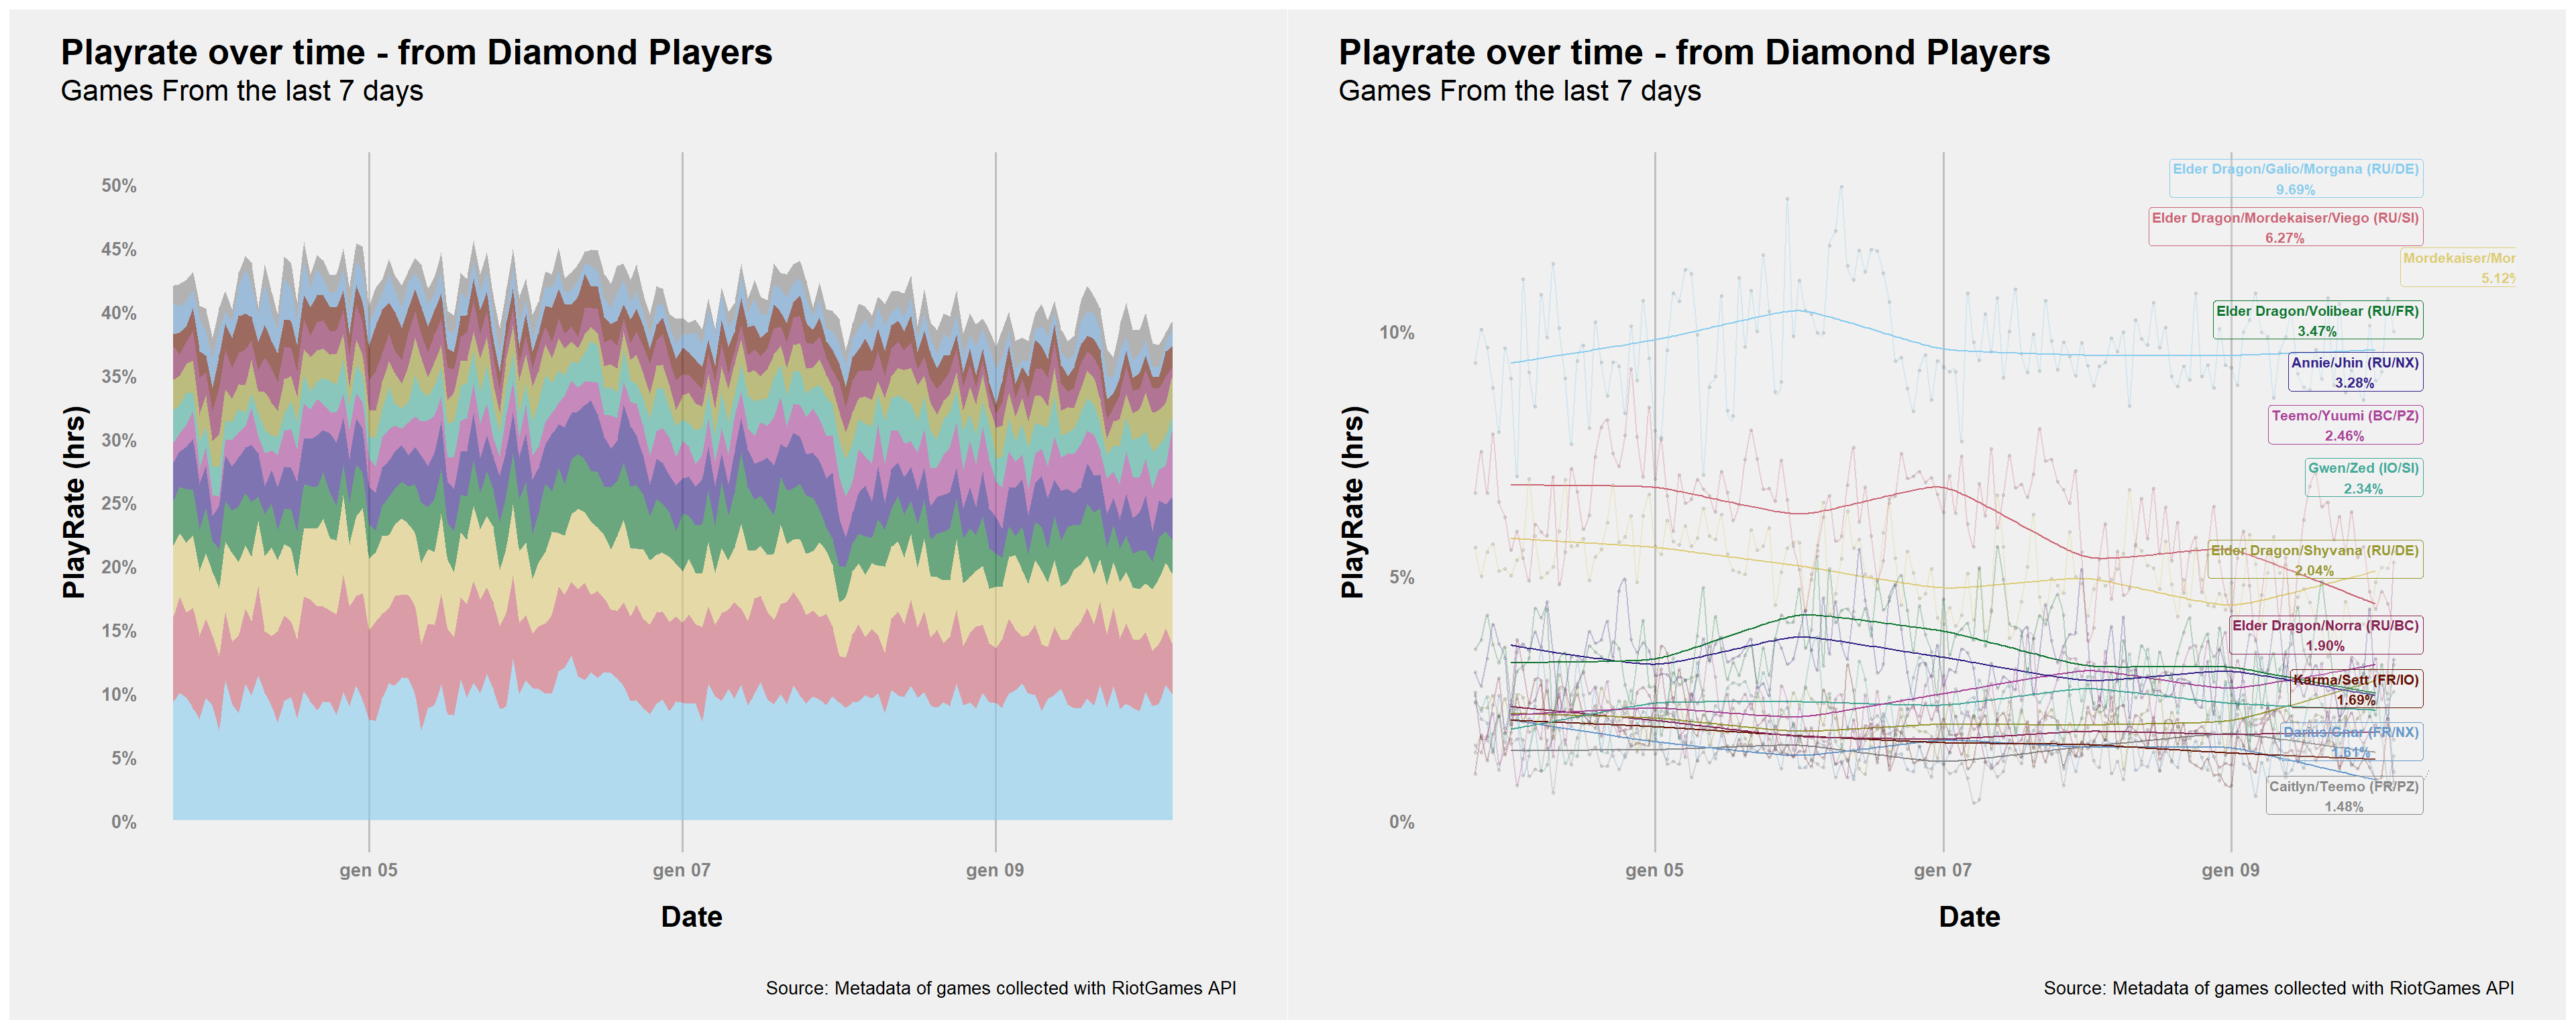 Playrate over time - from Diamond Players
Games From the last 7 days
50%
45%
40%
35%
30%
25%
20%
15%
10%
5%
0%
PlayRate (hrs)
gen 05
gen 07
gen 09
Date
Source: Metadata of games collected with RiotGames API
Playrate over time - from Diamond Players
Games From the last 7 days
10%
5%
0%
PlayRate (hrs)
Elder Dragon/Galio/Morgana (RU/DE)
9.69%
Elder Dragon/Mordekaiser/Viego (RU/SI)
6.27%
Mordekaiser/Mor
5.12%
Elder Dragon/Volibear (RU/FR)
3.47%
Annie/Jhin (RU/NX)
3.28%
Teemo/Yuumi (BC/PZ)
2.46%
Gwen/Zed (IO/SI)
2.34%
Elder Dragon/Shyvana (RU/DE)
2.04%
Elder Dragon/Norra (RU/BC)
1.90%
Karma/Sett (FR/IO)
1.69%
Darius/Gnar (FR/NX)
1.61%
Caitlyn/Teemo (FR/PZ)
1.48%
gen 05
gen 07
gen 09
Date
Source: Metadata of games collected with RiotGames API